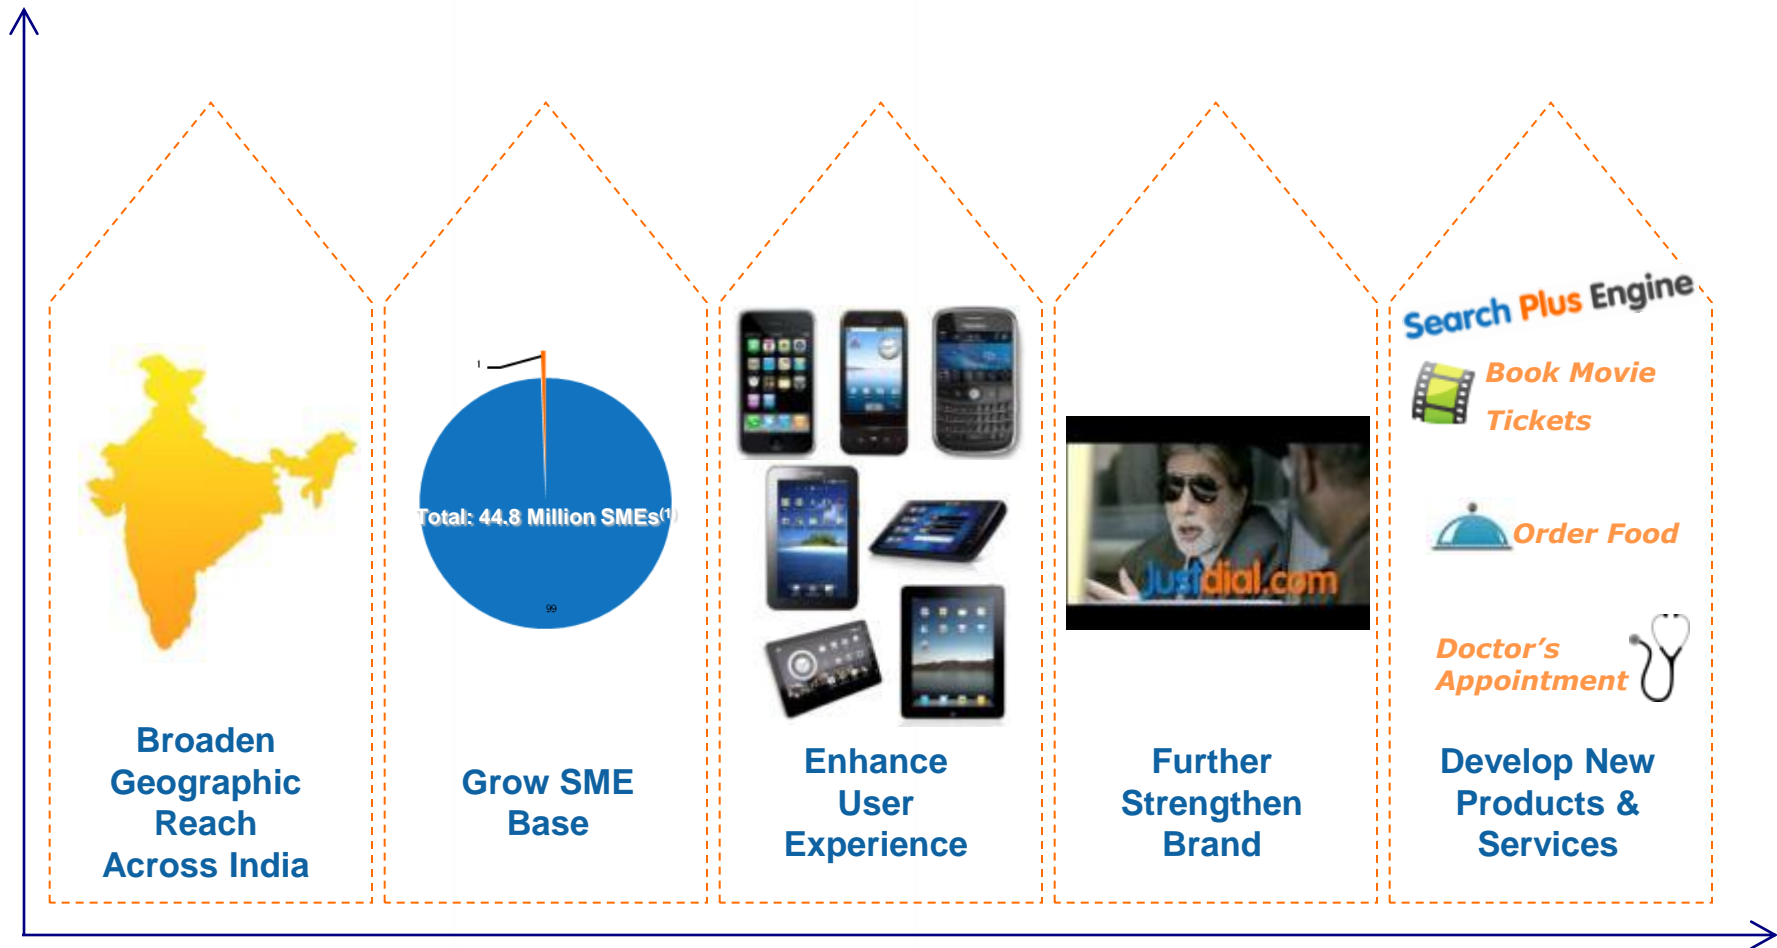 Broaden
Geographic
Reach
Across India
1
Total: 44.8 Million SMEs(1)
99
Grow SME
Base
Enhance
User
Experience
Justdial.com
Further
Strengthen
Brand
Search Plus Engine
Book Movie
Tickets
Order Food
Doctor’s
Appointment
Develop New
Products &
Services